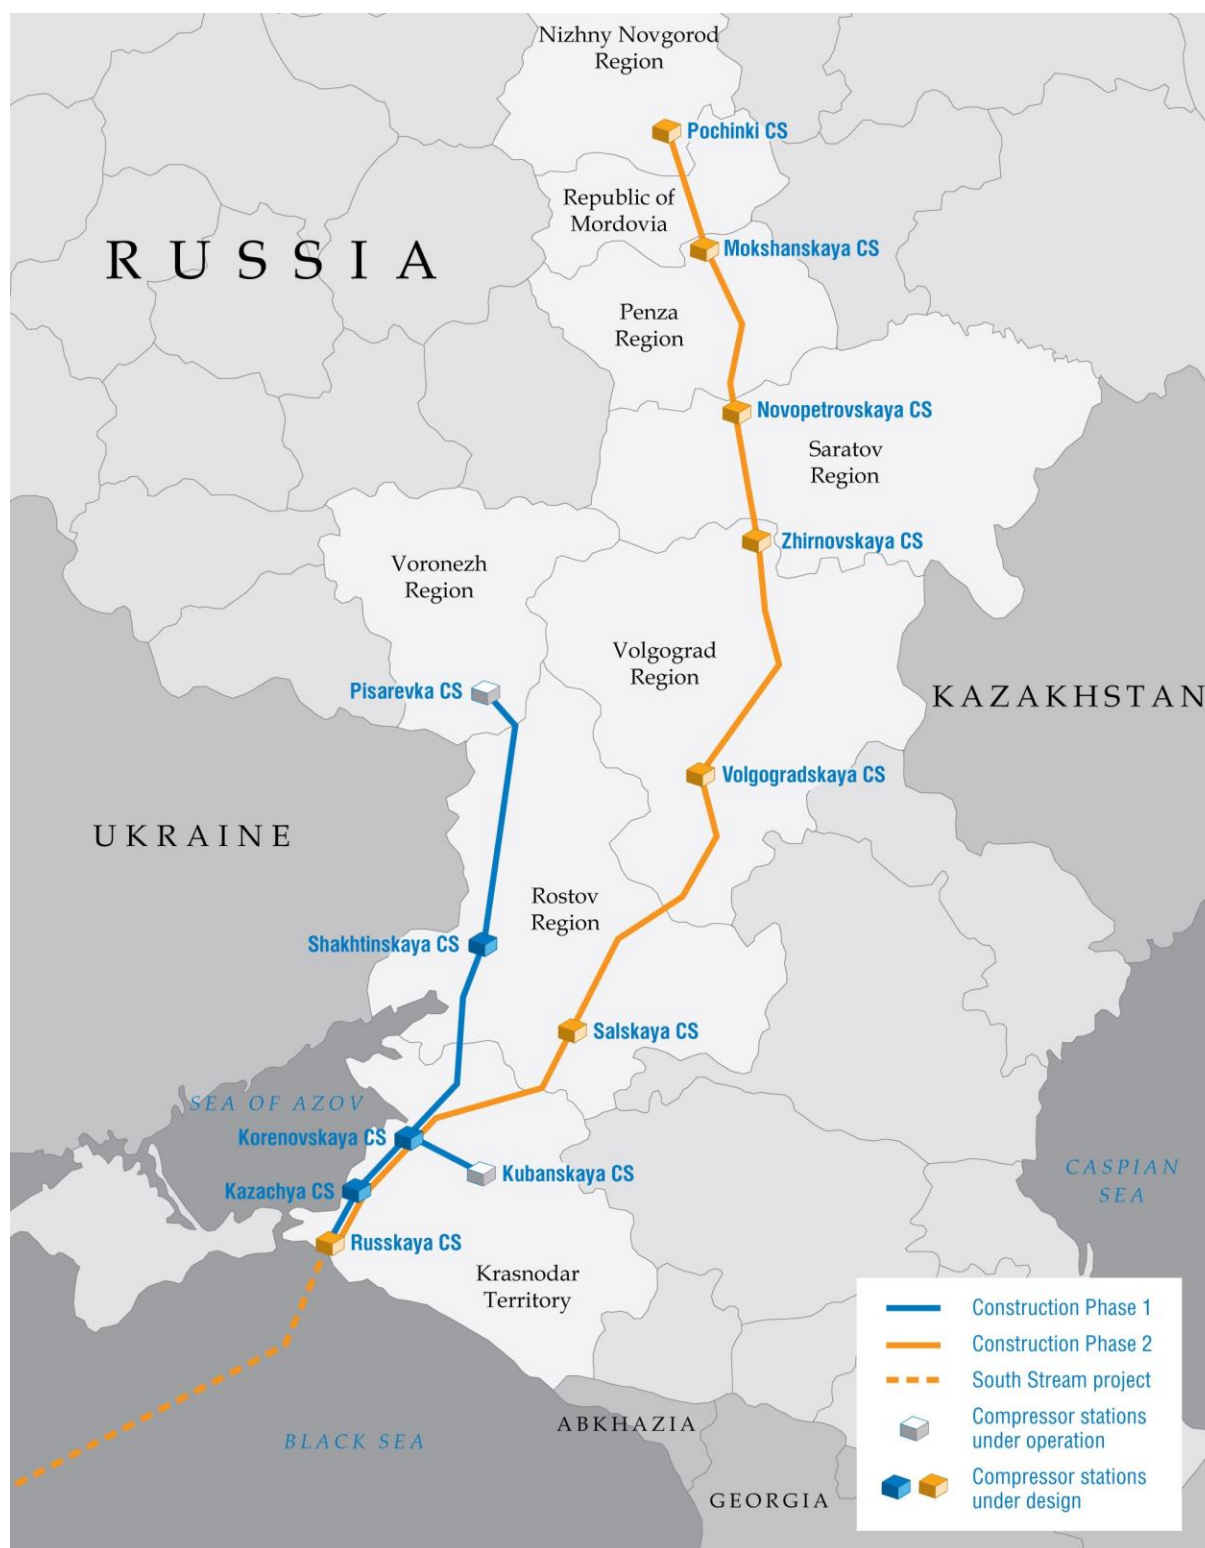 Nizhny Novgorod
Region
Pochinki CS
Republic of
Mordovia
RUSSIA
Mokshanskaya CS
Penza
Region
Novopetrovskaya CS
Saratov
Region
Zhirnovskaya CS
Voronezh
Region
Volgograd
Region
Pisarevka CS
KAZAKHSTAN
Volgogradskaya CS
UKRAINE
Rostov
Region
Shakhtinskaya CS
Salskaya CS
SEA OF AZOV
Korenovskaya CS
Kubanskaya CS
CASPIAN
SEA
Kazachya CS
Russkaya CS
Krasnodar
Territory
Construction Phase 1
Construction Phase 2
South Stream project
Compressor stations
under operation
Compressor stations
under design
ABKHAZIA
BLACK SEA
GEORGIA